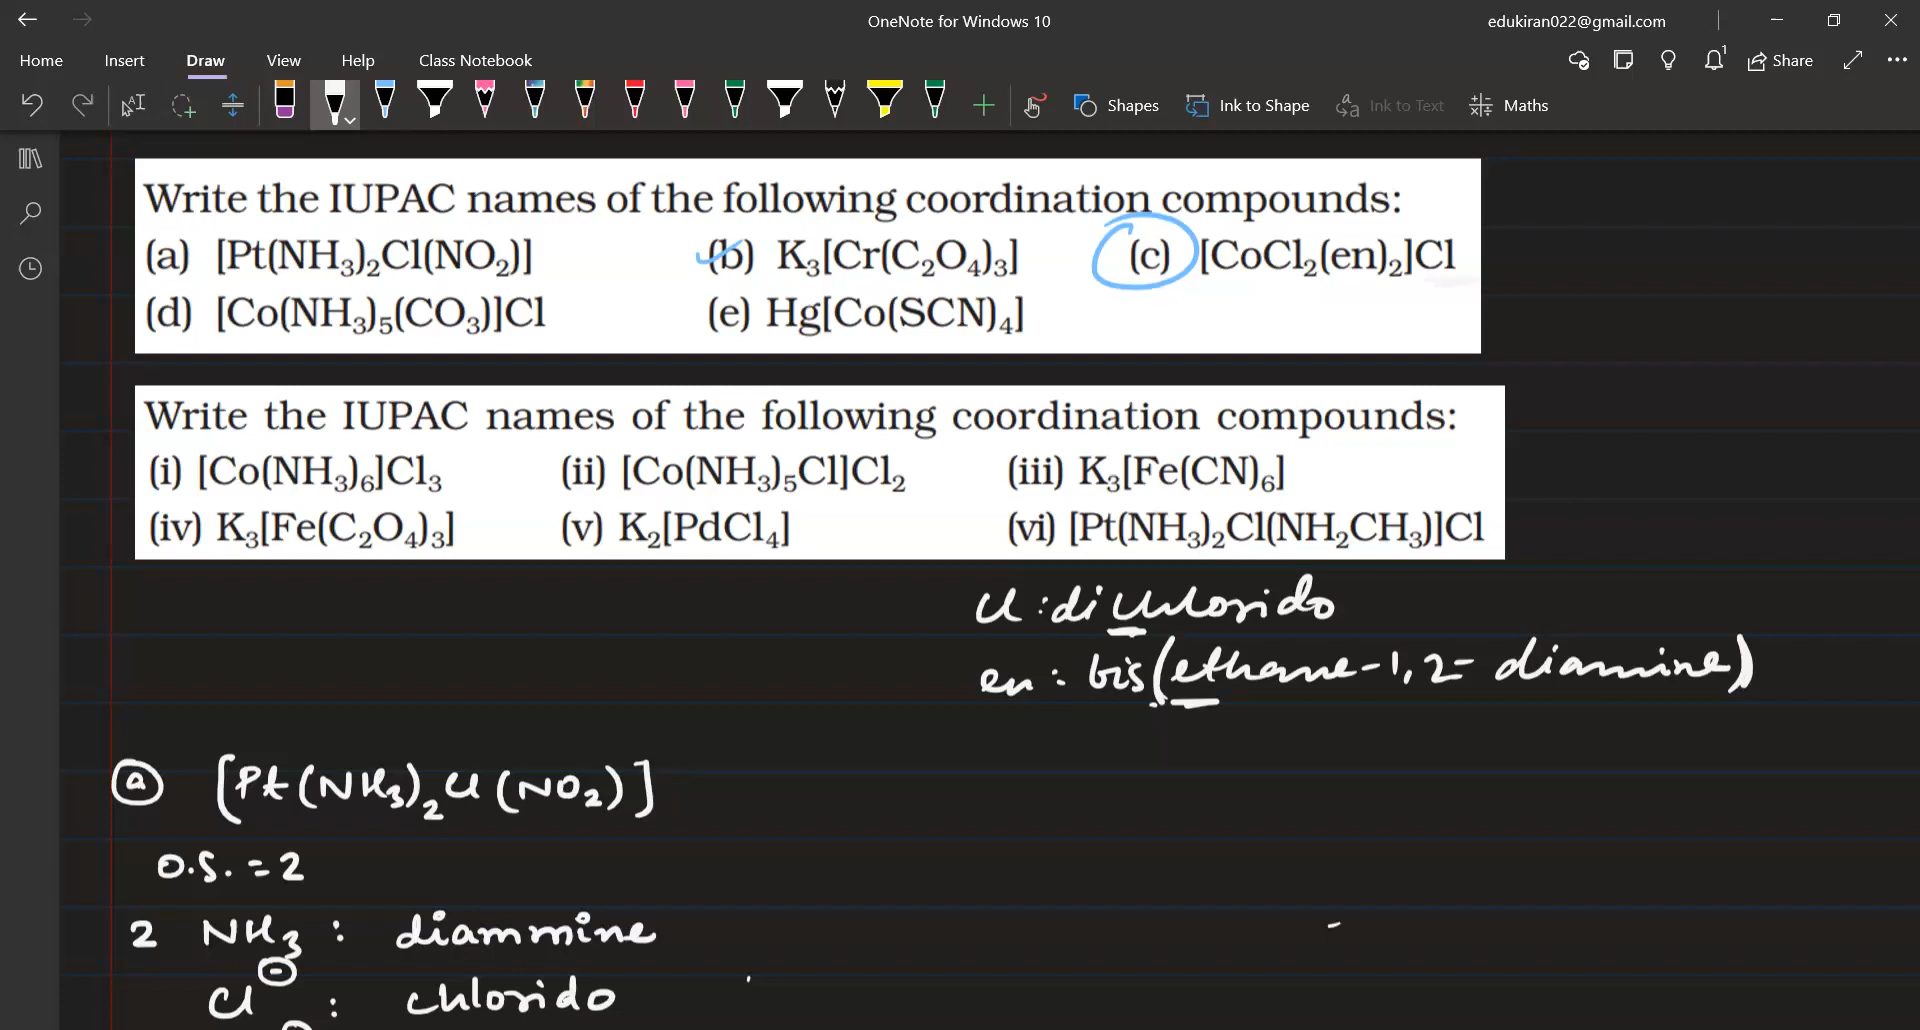 OneNote for Windows 10
edukiran022@gmail.com
Home Insert Draw View Help Class Notebook
1
Share
Shapes Ink to Shape Ink to Text Maths
Write the IUPAC names of the following coordination compounds:
(a) [Pt(NH₃)₂Cl(NO₂)] (b) K₃[Cr(C₂O₄)₃] (c) [CoCl₂(en)₂]Cl
(d) [Co(NH₃)₅(CO₃)]Cl (e) Hg[Co(SCN)₄]
Write the IUPAC names of the following coordination compounds:
(i) [Co(NH₃)₆]Cl₃ (ii) [Co(NH₃)₅Cl]Cl₂ (iii) K₃[Fe(CN)₆]
(iv) K₃[Fe(C₂O₄)₃] (v) K₂[PdCl₄] (vi) [Pt(NH₃)₂Cl(NH₂CH₃)]Cl
Cl : dichlorido
en : bis(ethane-1,2-diamine)
ⓐ [Pt(NH₃)₂Cl(NO₂)]
O.S. = 2
2 NH₃ : diammine
Cl⊖ : chlorido